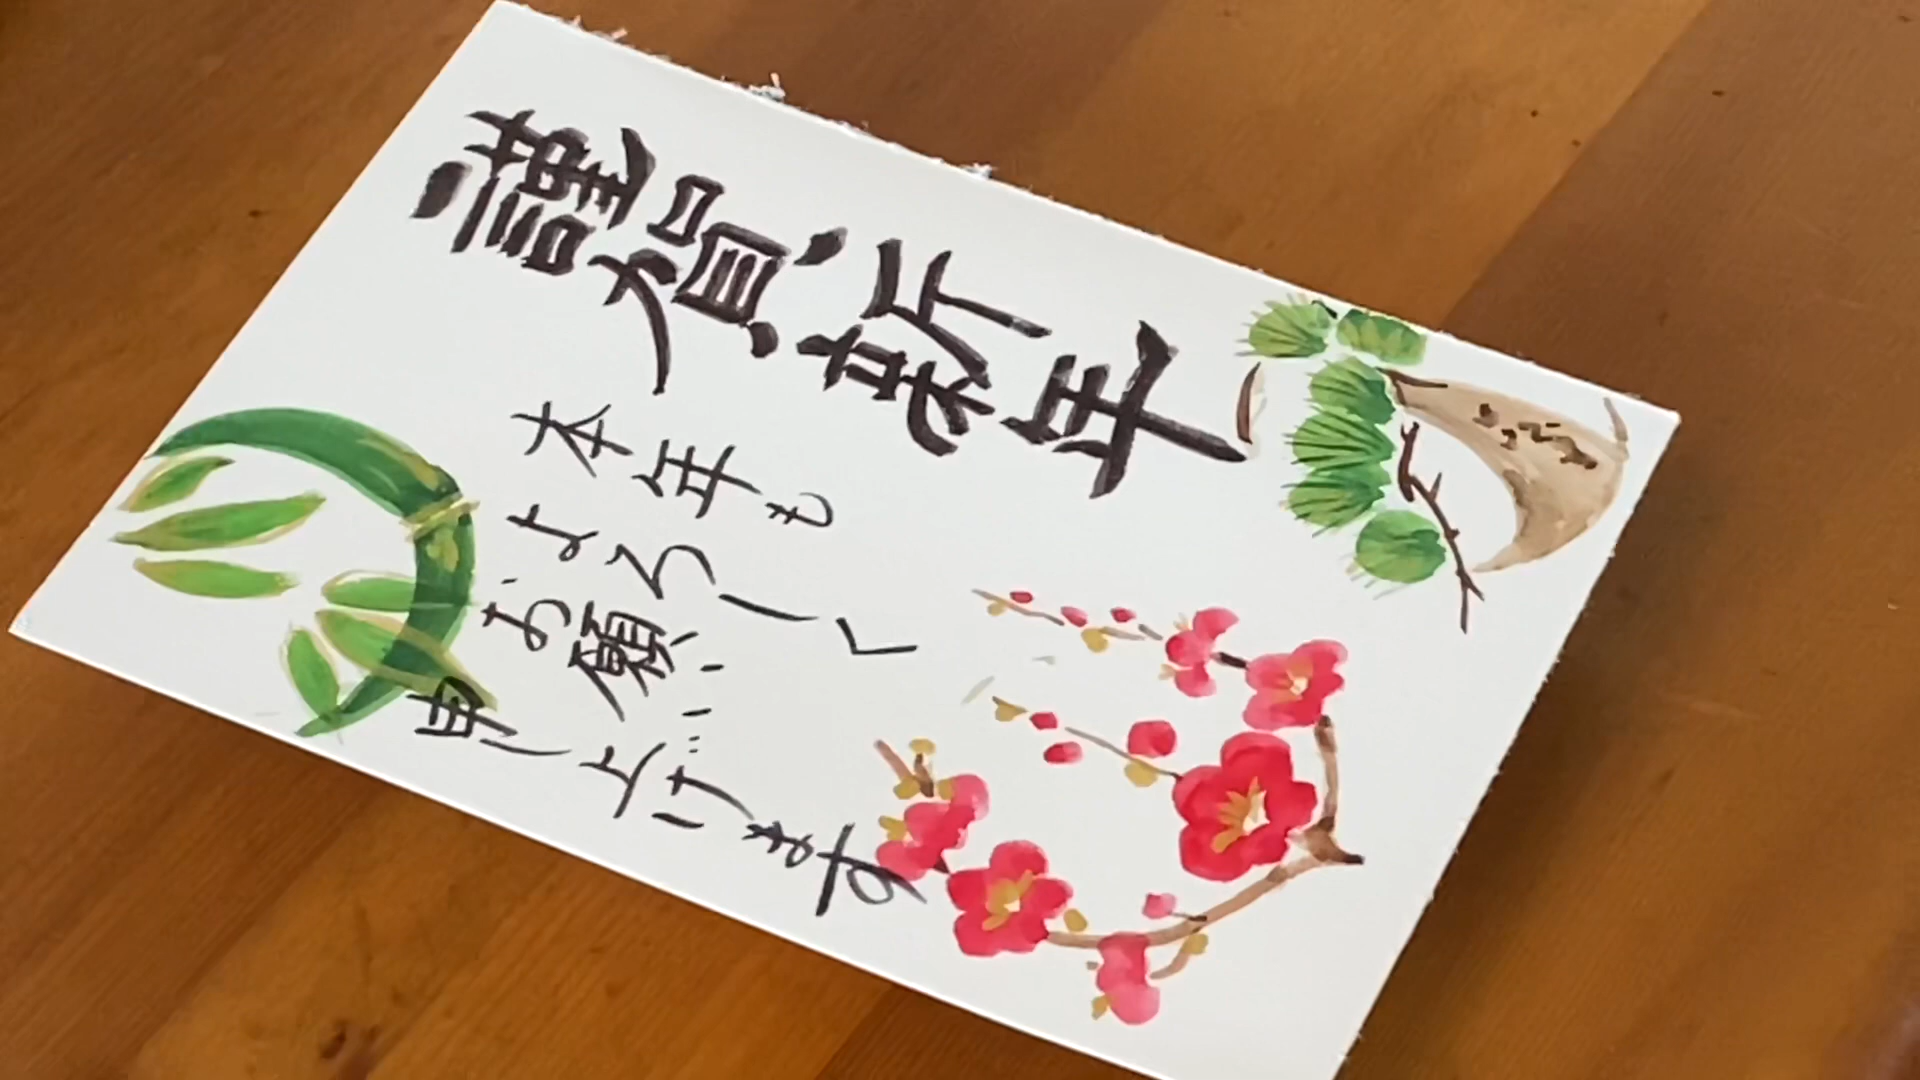 謹賀新年
本年も
よろしく
お願い
申し上げます